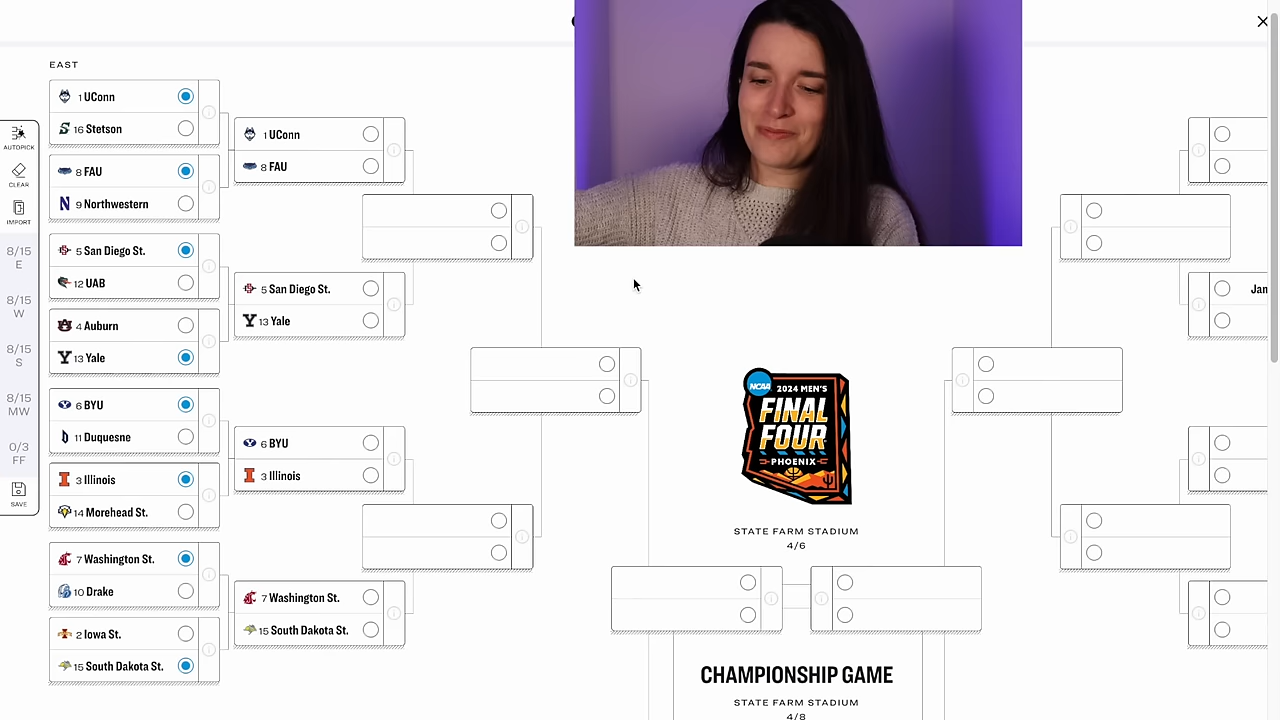 EAST
1 UConn
16 Stetson
8 FAU
9 Northwestern
5 San Diego St.
12 UAB
4 Auburn
13 Yale
6 BYU
11 Duquesne
3 Illinois
14 Morehead St.
7 Washington St.
10 Drake
2 Iowa St.
15 South Dakota St.
1 UConn
8 FAU
5 San Diego St.
13 Yale
6 BYU
3 Illinois
7 Washington St.
15 South Dakota St.
AUTOPICK
CLEAR
IMPORT
8/15
E
8/15
W
8/15
S
8/15
MW
0/3
FF
SAVE
NCAA
2024 MEN'S
FINAL
FOUR
PHOENIX
STATE FARM STADIUM
4/6
CHAMPIONSHIP GAME
STATE FARM STADIUM
4/8
Jan